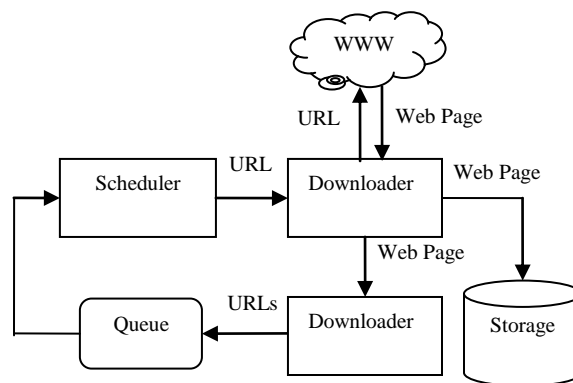 WWW
URL
Web Page
Scheduler
URL
Downloader
Web Page
Web Page
Queue
URLs
Downloader
Storage